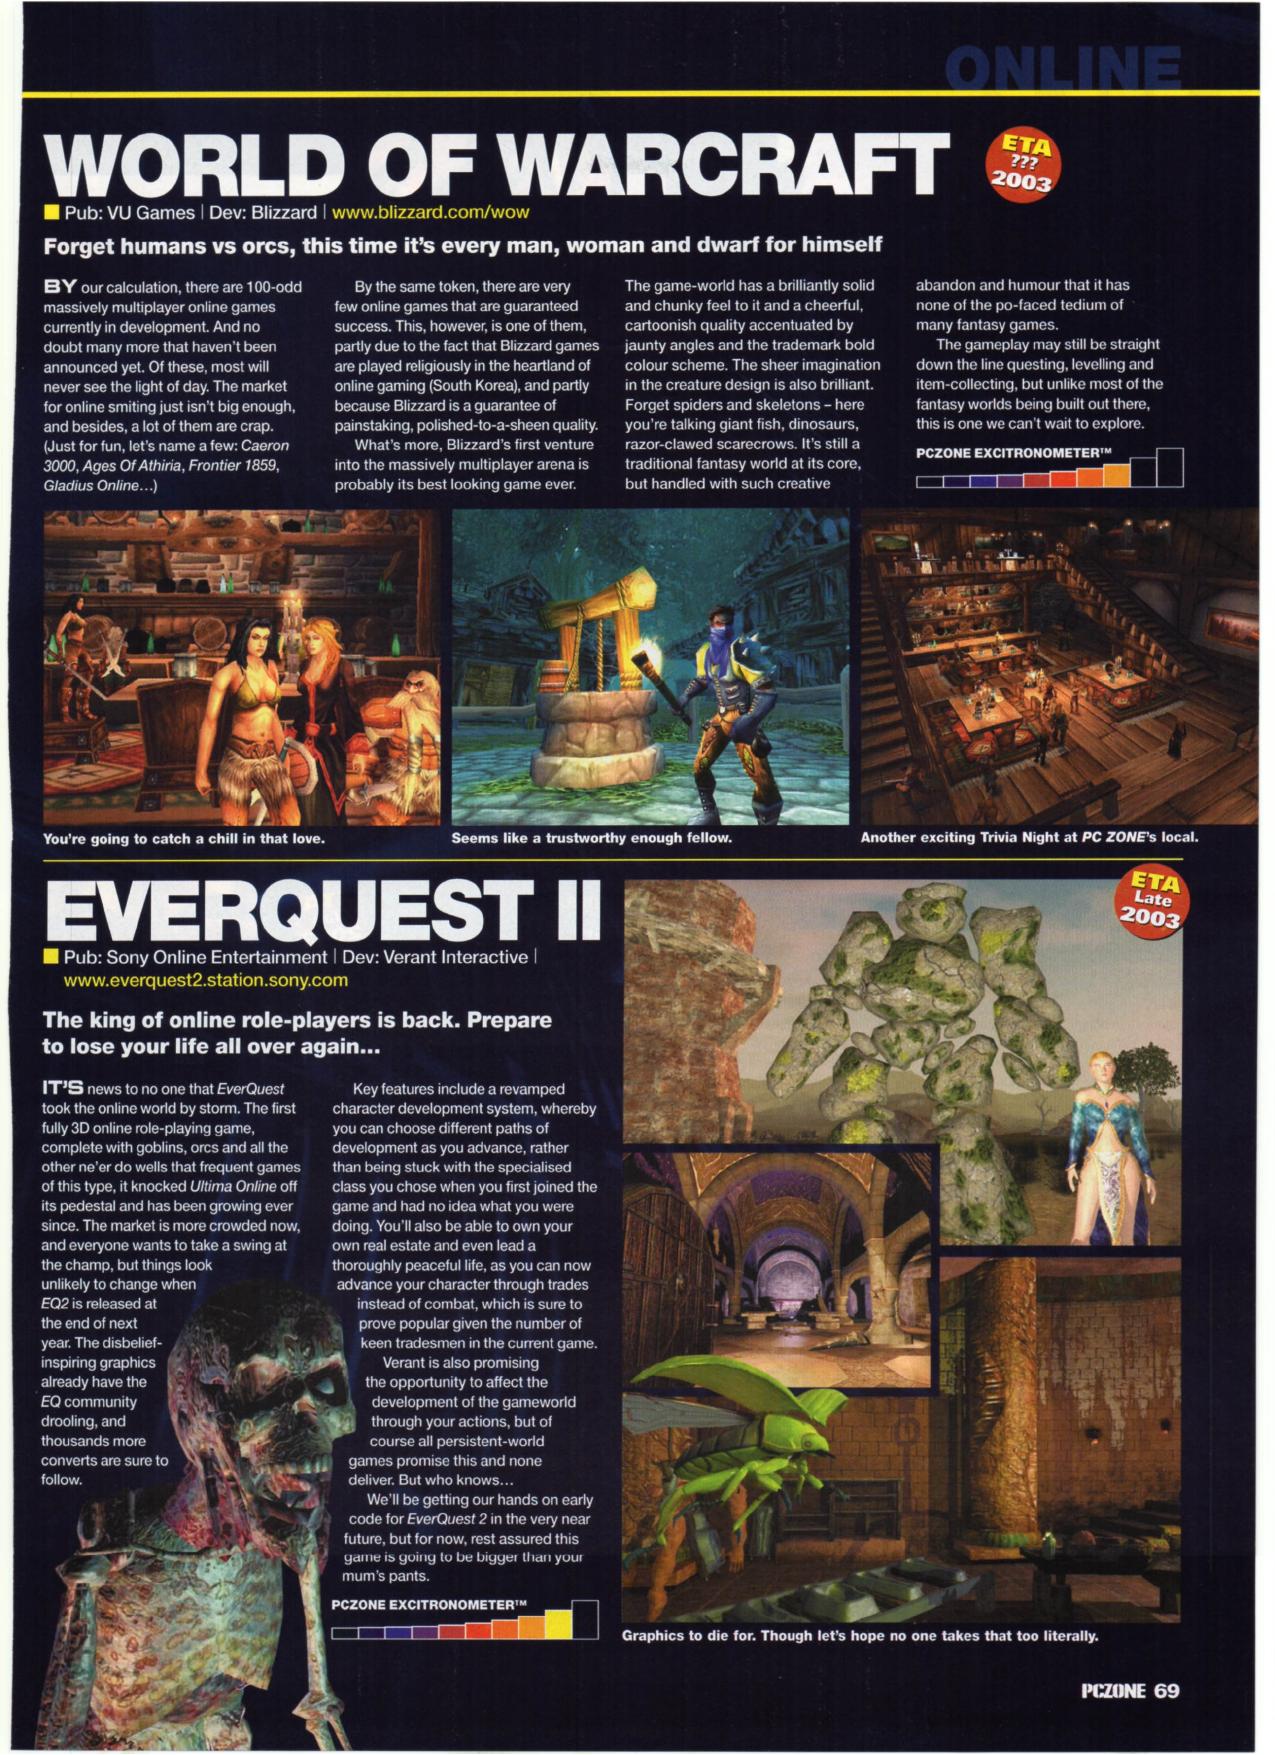 ONLINE
WORLD OF WARCRAFT
ETA
???
2003
Pub: VU Games | Dev: Blizzard | www.blizzard.com/wow
Forget humans vs orcs, this time it's every man, woman and dwarf for himself
BY our calculation, there are 100-odd
massively multiplayer online games
currently in development. And no
doubt many more that haven't been
announced yet. Of these, most will
never see the light of day. The market
for online smiting just isn't big enough,
and besides, a lot of them are crap.
(Just for fun, let's name a few: Caeron
3000, Ages Of Athiria, Frontier 1859,
Gladius Online...)
By the same token, there are very
few online games that are guaranteed
success. This, however, is one of them,
partly due to the fact that Blizzard games
are played religiously in the heartland of
online gaming (South Korea), and partly
because Blizzard is a guarantee of
painstaking, polished-to-a-sheen quality.
What's more, Blizzard's first venture
into the massively multiplayer arena is
probably its best looking game ever.
The game-world has a brilliantly solid
and chunky feel to it and a cheerful,
cartoonish quality accentuated by
jaunty angles and the trademark bold
colour scheme. The sheer imagination
in the creature design is also brilliant.
Forget spiders and skeletons – here
you're talking giant fish, dinosaurs,
razor-clawed scarecrows. It's still a
traditional fantasy world at its core,
but handled with such creative
abandon and humour that it has
none of the po-faced tedium of
many fantasy games.
The gameplay may still be straight
down the line questing, levelling and
item-collecting, but unlike most of the
fantasy worlds being built out there,
this is one we can't wait to explore.
PCZONE EXCITRONOMETER™
You're going to catch a chill in that love.
Seems like a trustworthy enough fellow.
Another exciting Trivia Night at PC ZONE's local.
EVERQUEST II
Pub: Sony Online Entertainment | Dev: Verant Interactive |
www.everquest2.station.sony.com
ETA
Late
2003
The king of online role-players is back. Prepare
to lose your life all over again...
IT'S news to no one that EverQuest
took the online world by storm. The first
fully 3D online role-playing game,
complete with goblins, orcs and all the
other ne'er do wells that frequent games
of this type, it knocked Ultima Online off
its pedestal and has been growing ever
since. The market is more crowded now,
and everyone wants to take a swing at
the champ, but things look
unlikely to change when
EQ2 is released at
the end of next
year. The disbelief-
inspiring graphics
already have the
EQ community
drooling, and
thousands more
converts are sure to
follow.
Key features include a revamped
character development system, whereby
you can choose different paths of
development as you advance, rather
than being stuck with the specialised
class you chose when you first joined the
game and had no idea what you were
doing. You'll also be able to own your
own real estate and even lead a
thoroughly peaceful life, as you can now
advance your character through trades
instead of combat, which is sure to
prove popular given the number of
keen tradesmen in the current game.
Verant is also promising
the opportunity to affect the
development of the gameworld
through your actions, but of
course all persistent-world
games promise this and none
deliver. But who knows...
We'll be getting our hands on early
code for EverQuest 2 in the very near
future, but for now, rest assured this
game is going to be bigger than your
mum's pants.
PCZONE EXCITRONOMETER™
Graphics to die for. Though let's hope no one takes that too literally.
PCZONE 69